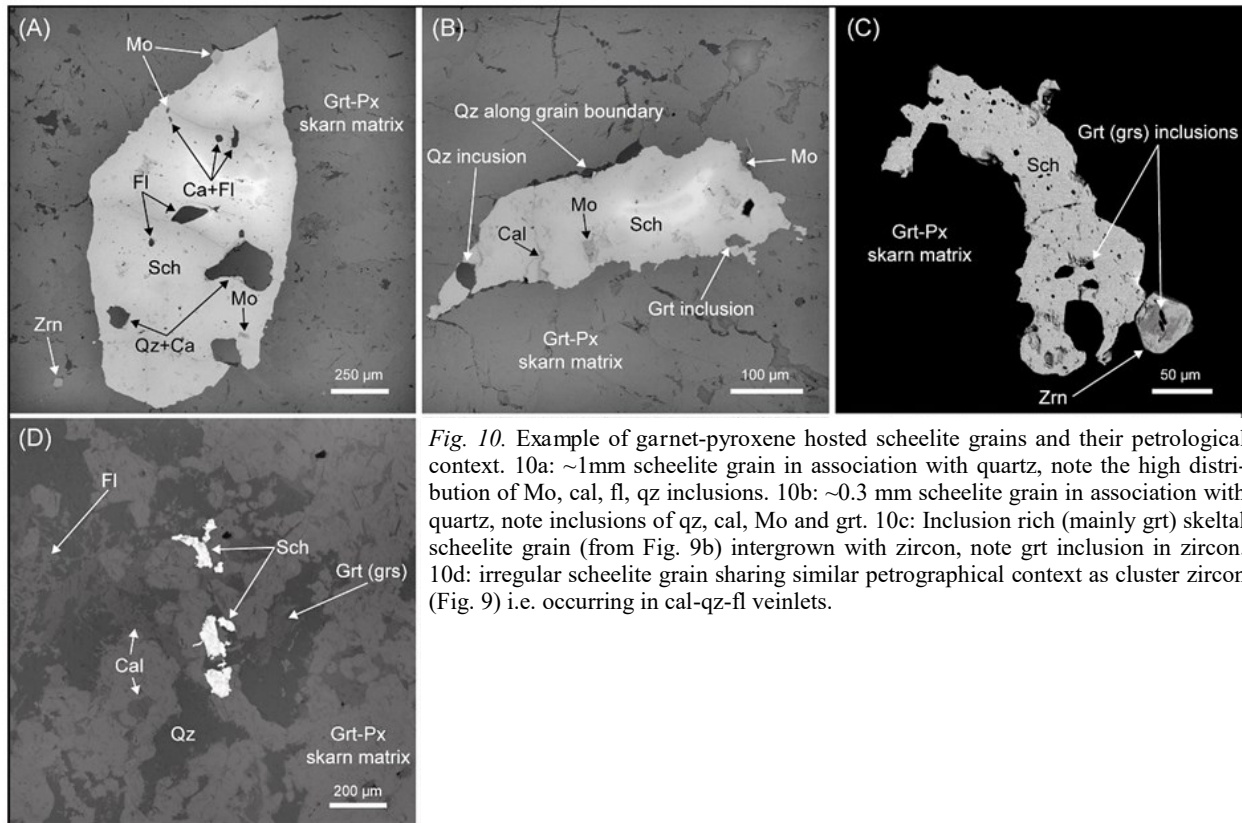 (A)
Mo
Grt-Px
skarn matrix
Ca+Fl
Fl
Sch
Mo
Zrn
Qz+Ca
250 µm
(B)
Qz along grain boundary
Qz incusion
Mo
Mo
Sch
Cal
Grt inclusion
Grt-Px
skarn matrix
100 µm
(C)
Grt (grs) inclusions
Sch
Grt-Px
skarn matrix
50 µm
Zrn
(D)
Fl
Sch
Grt (grs)
Cal
Qz
Grt-Px
skarn matrix
200 µm
Fig. 10. Example of garnet-pyroxene hosted scheelite grains and their petrological
context. 10a: ~1mm scheelite grain in association with quartz, note the high distri-
bution of Mo, cal, fl, qz inclusions. 10b: ~0.3 mm scheelite grain in association with
quartz, note inclusions of qz, cal, Mo and grt. 10c: Inclusion rich (mainly grt) skeltal
scheelite grain (from Fig. 9b) intergrown with zircon, note grt inclusion in zircon.
10d: irregular scheelite grain sharing similar petrographical context as cluster zircon
(Fig. 9) i.e. occurring in cal-qz-fl veinlets.